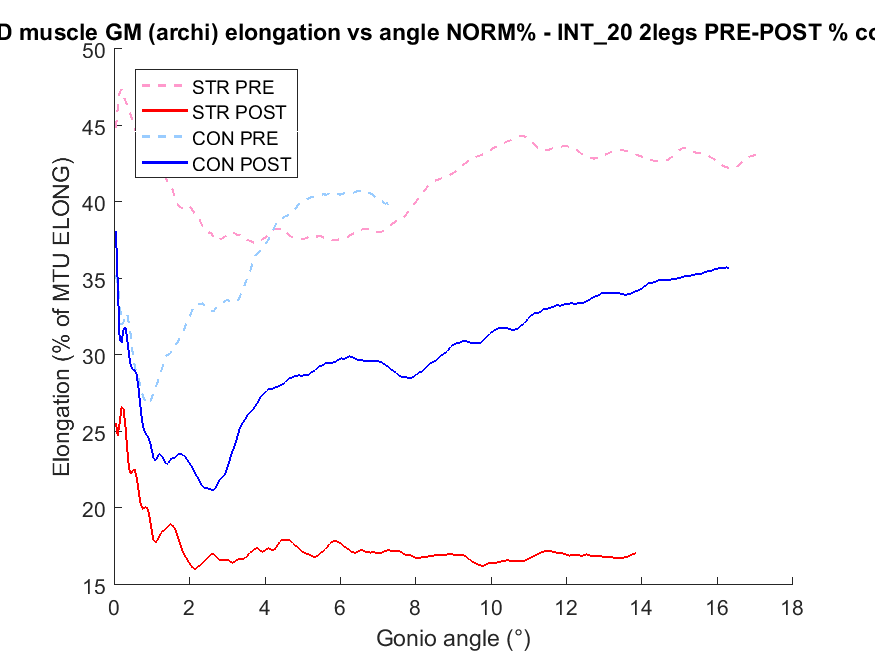 D muscle GM (archi) elongation vs angle NORM% - INT_20 2legs PRE-POST % co
50
45
40
35
30
25
20
15
Elongation (% of MTU ELONG)
STR PRE
STR POST
CON PRE
CON POST
0 2 4 6 8 10 12 14 16 18
Gonio angle (°)